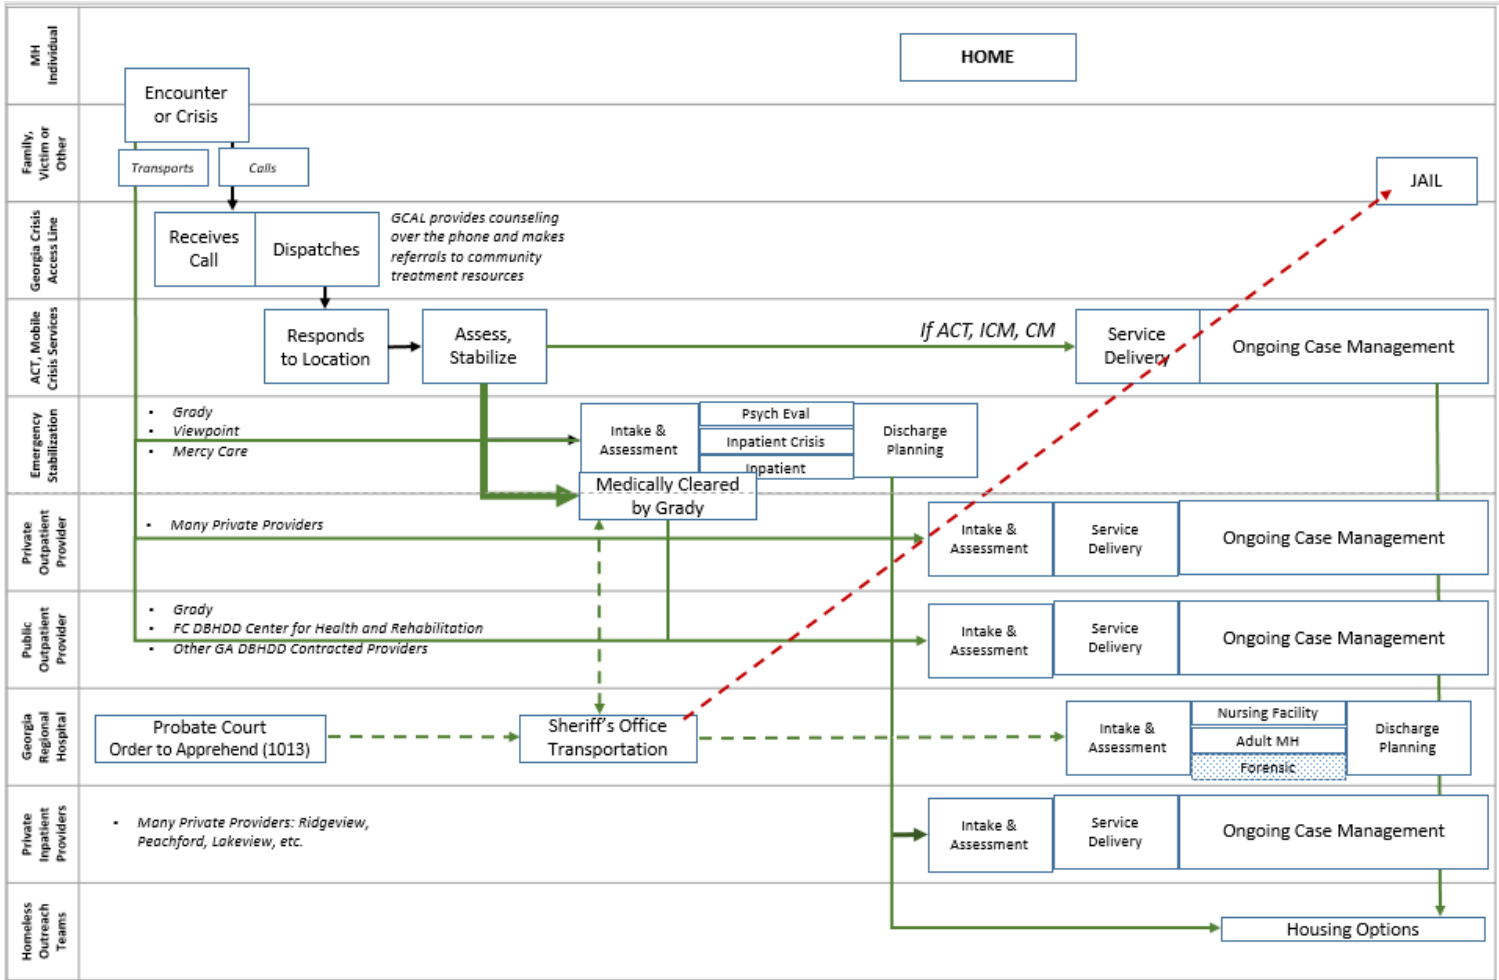 MH
Individual
HOME
Encounter
or Crisis
Family,
Victim or
Other
Transports
Calls
JAIL
Georgia Crisis
Access Line
Receives
Call
Dispatches
GCAL provides counseling
over the phone and makes
referrals to community
treatment resources
ACT, Mobile
Crisis Services
Responds
to Location
Assess,
Stabilize
If ACT, ICM, CM
Service
Delivery
Ongoing Case Management
Emergency
Stabilization
▪ Grady
▪ Viewpoint
▪ Mercy Care
Intake &
Assessment
Psych Eval
Inpatient Crisis
Inpatient
Discharge
Planning
Medically Cleared
by Grady
Private
Outpatient
Provider
▪ Many Private Providers
Intake &
Assessment
Service
Delivery
Ongoing Case Management
Public
Outpatient
Provider
▪ Grady
▪ FC DBHDD Center for Health and Rehabilitation
▪ Other GA DBHDD Contracted Providers
Intake &
Assessment
Service
Delivery
Ongoing Case Management
Georgia
Regional
Hospital
Probate Court
Order to Apprehend (1013)
Sheriff's Office
Transportation
Intake &
Assessment
Nursing Facility
Adult MH
Forensic
Discharge
Planning
Private
Inpatient
Providers
▪ Many Private Providers: Ridgeview,
Peachford, Lakeview, etc.
Intake &
Assessment
Service
Delivery
Ongoing Case Management
Homeless
Outreach
Teams
Housing Options